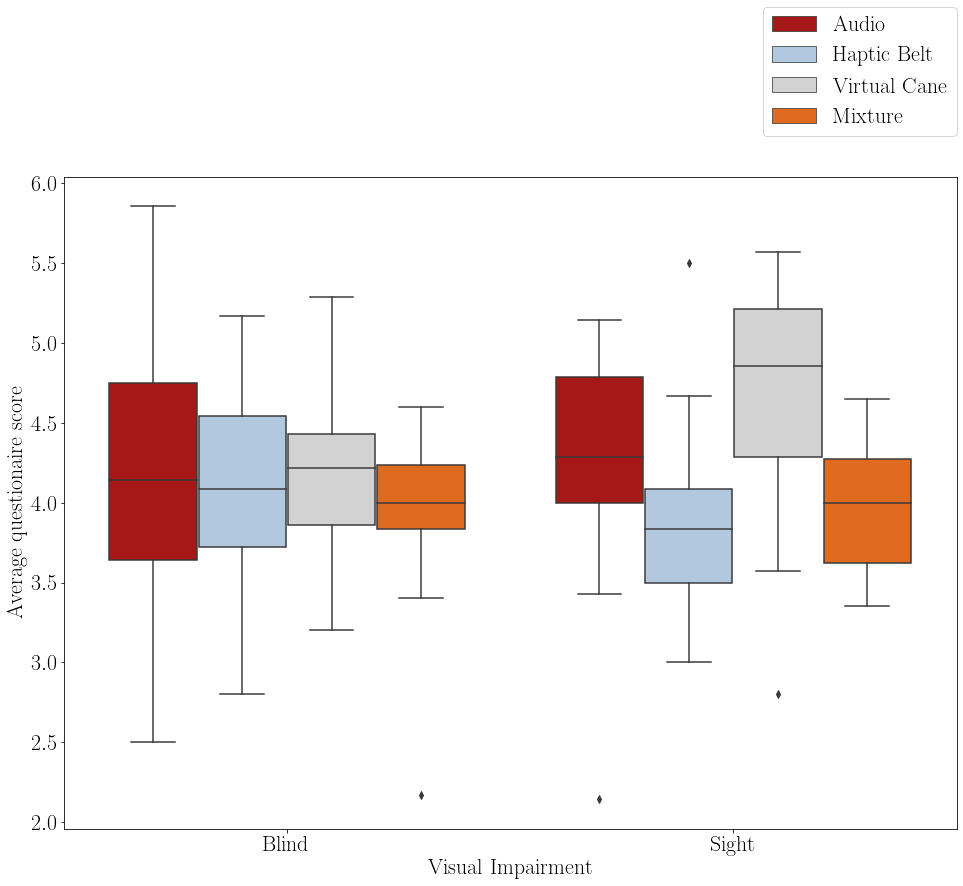 Audio
Haptic Belt
Virtual Cane
Mixture
6.0
5.5
5.0
4.5
4.0
3.5
3.0
2.5
2.0
Average questionaire score
Blind
Sight
Visual Impairment